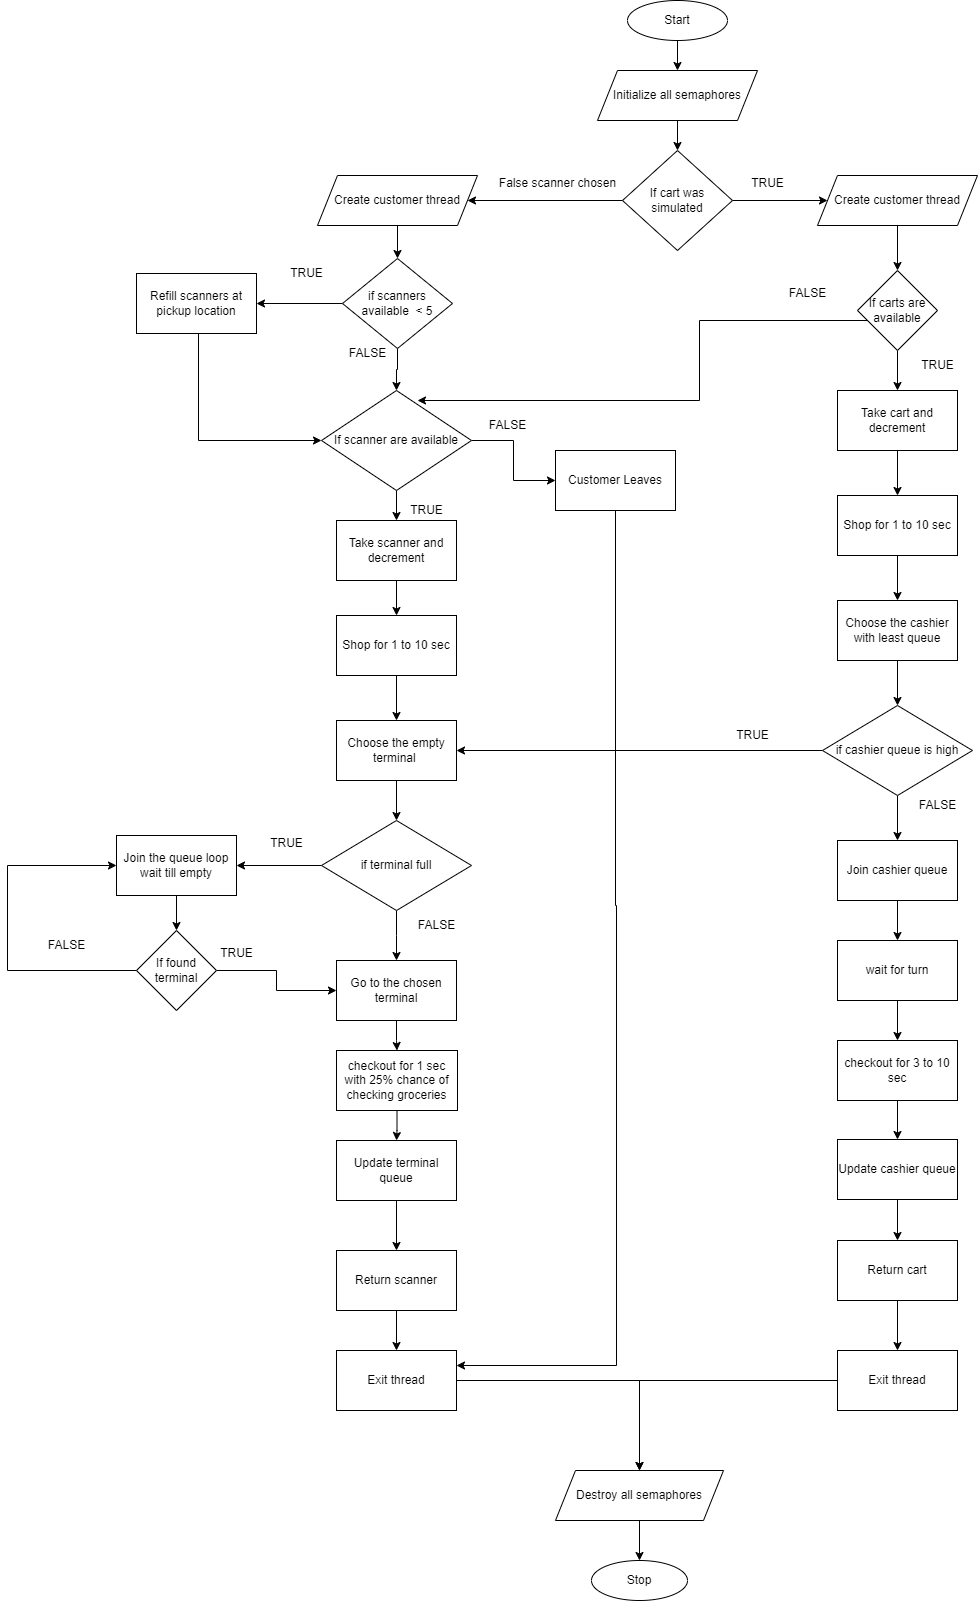 Start
Initialize all semaphores
False scanner chosen
If cart was
simulated
TRUE
Create customer thread
Create customer thread
TRUE
if scanners
available < 5
Refill scanners at
pickup location
FALSE
If carts are
available
FALSE
TRUE
If scanner are available
FALSE
Take cart and
decrement
Customer Leaves
TRUE
Take scanner and
decrement
Shop for 1 to 10 sec
Shop for 1 to 10 sec
Choose the cashier
with least queue
Choose the empty
terminal
TRUE
if cashier queue is high
FALSE
Join the queue loop
wait till empty
TRUE
if terminal full
Join cashier queue
FALSE
FALSE
TRUE
If found
terminal
Go to the chosen
terminal
wait for turn
checkout for 1 sec
with 25% chance of
checking groceries
checkout for 3 to 10
sec
Update terminal
queue
Update cashier queue
Return scanner
Return cart
Exit thread
Exit thread
Destroy all semaphores
Stop